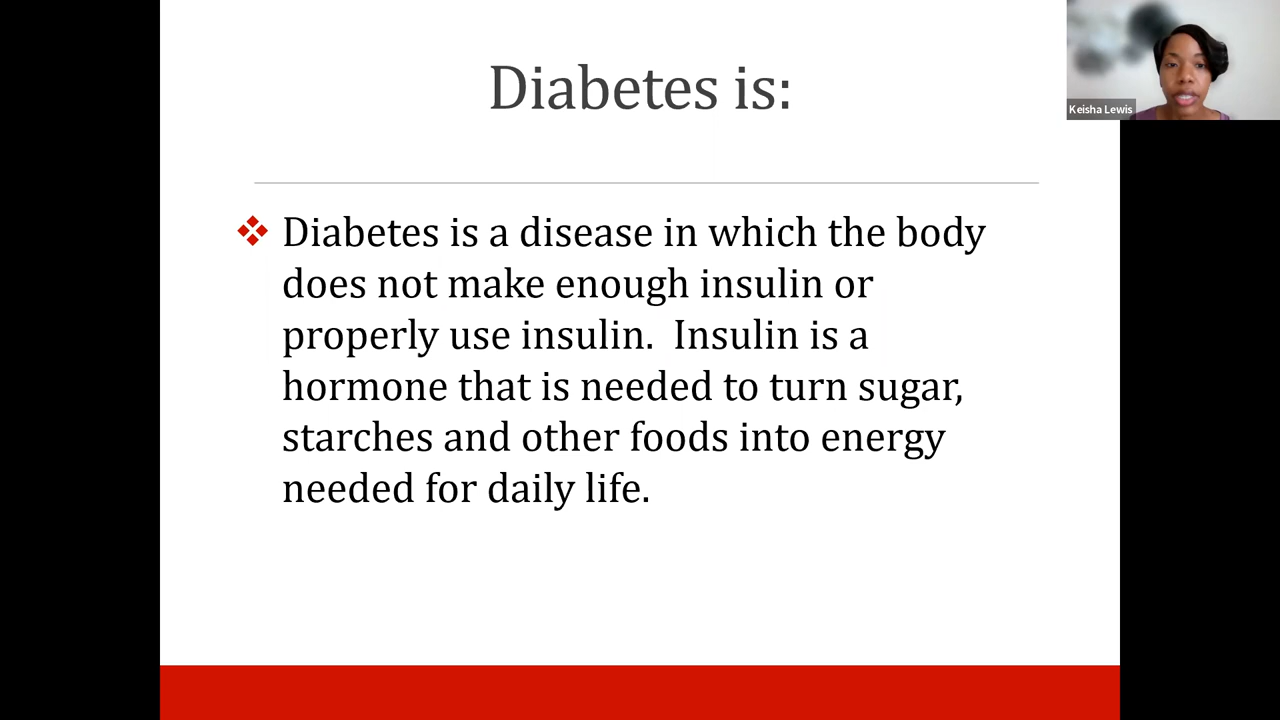 Diabetes is:
Keisha Lewis
❖ Diabetes is a disease in which the body
does not make enough insulin or
properly use insulin.  Insulin is a
hormone that is needed to turn sugar,
starches and other foods into energy
needed for daily life.